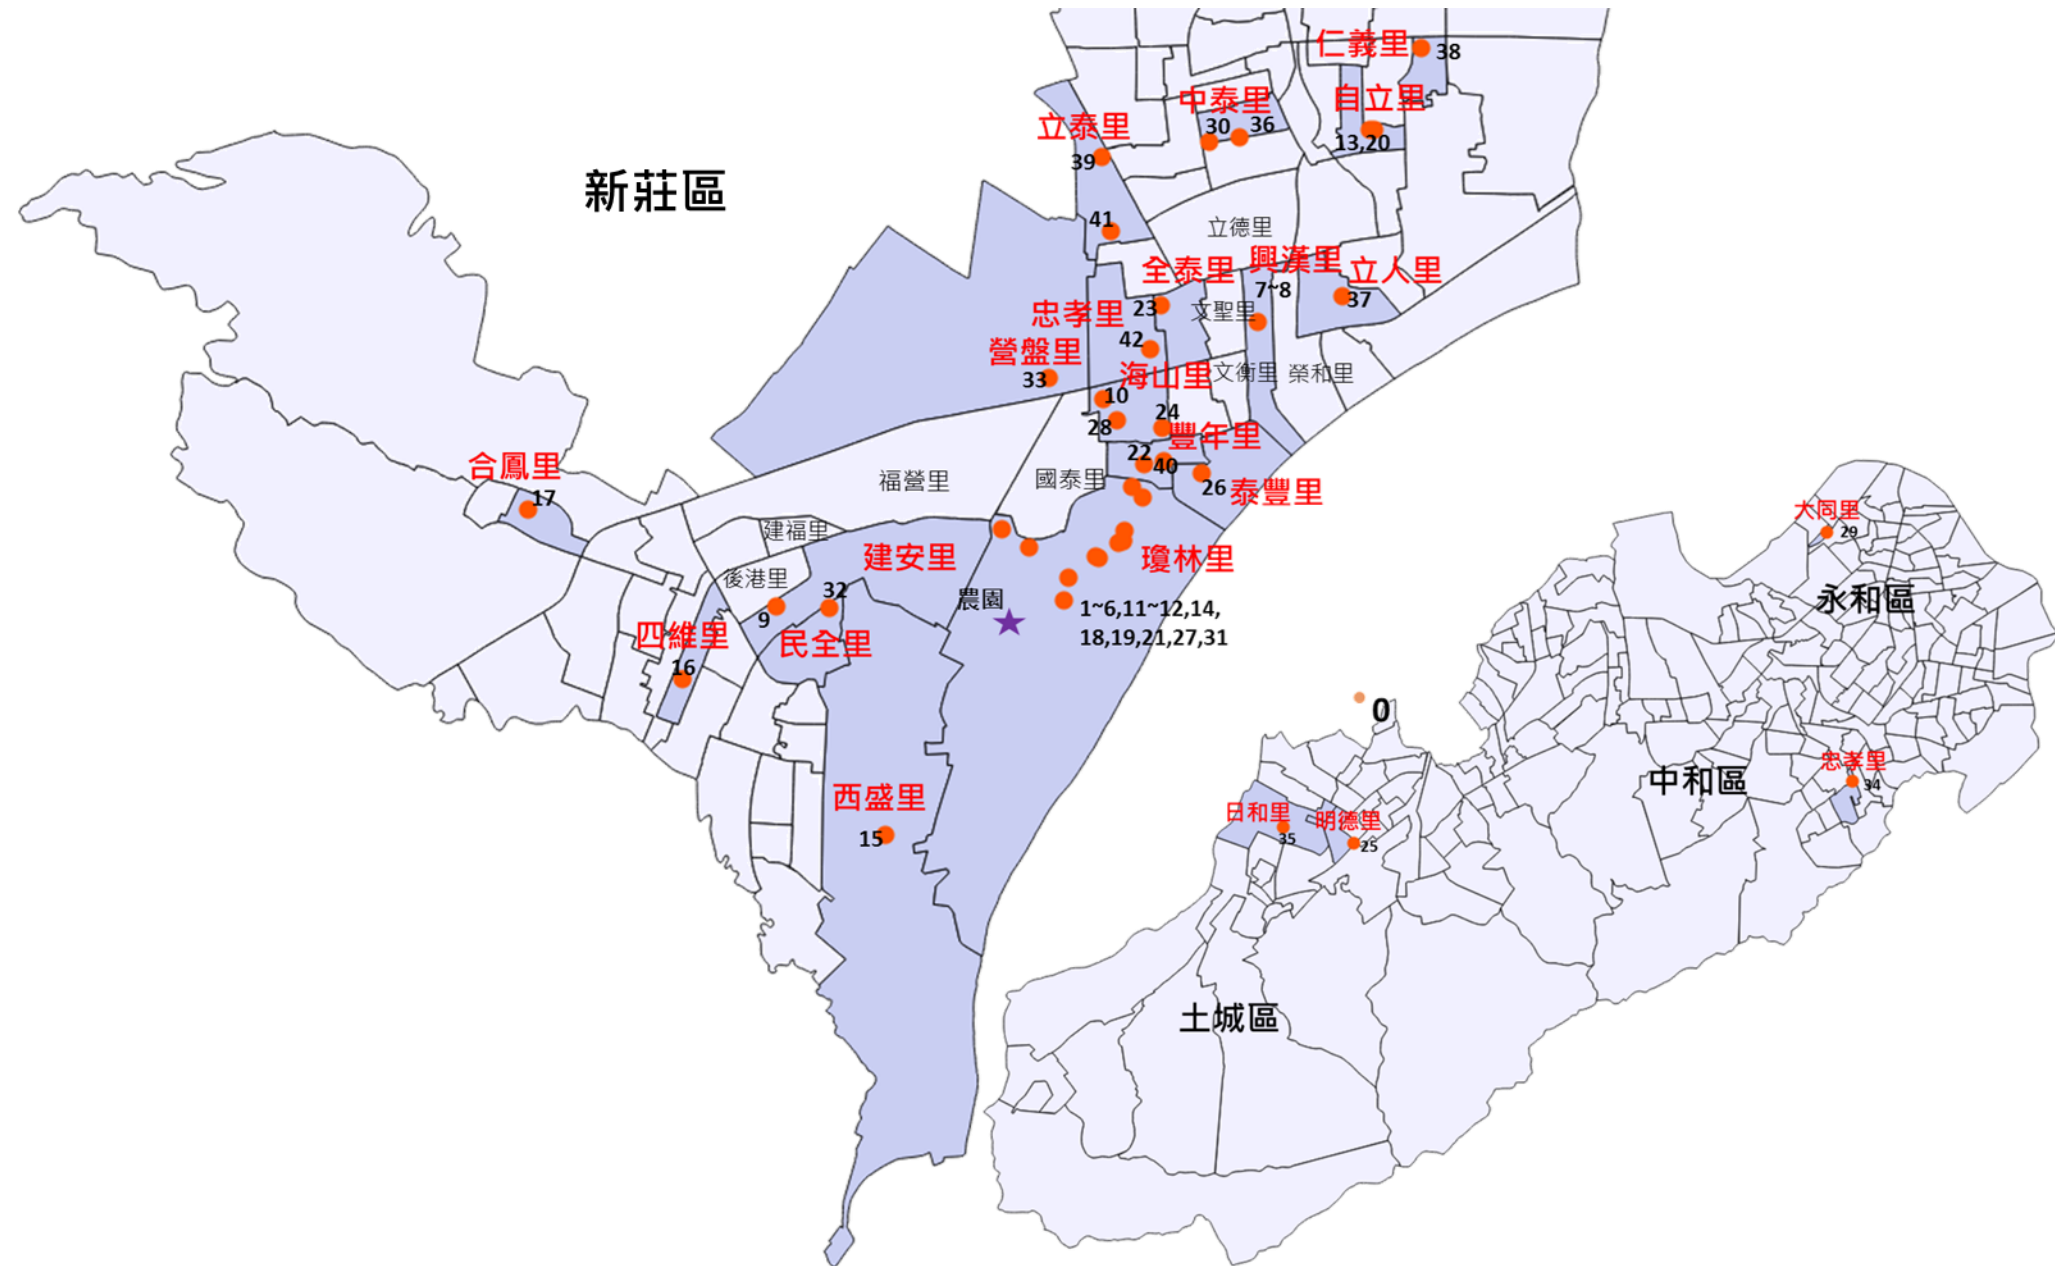 仁義里
38
中泰里
自立里
30
36
立泰里
13,20
39
41
立德里
興漢里
全泰里
立人里
7~8
37
23
文聖里
忠孝里
42
營盤里
海山里
文衡里
榮和里
33
10
24
28
豐年里
22
40
國泰里
26
泰豐里
新莊區
合鳳里
17
福營里
建福里
建安里
瓊林里
後港里
32
農園
9
1~6,11~12,14,
18,19,21,27,31
四維里
民全里
16
西盛里
15
大同里
29
永和區
0
忠孝里
34
中和區
日和里
35
明德里
25
土城區